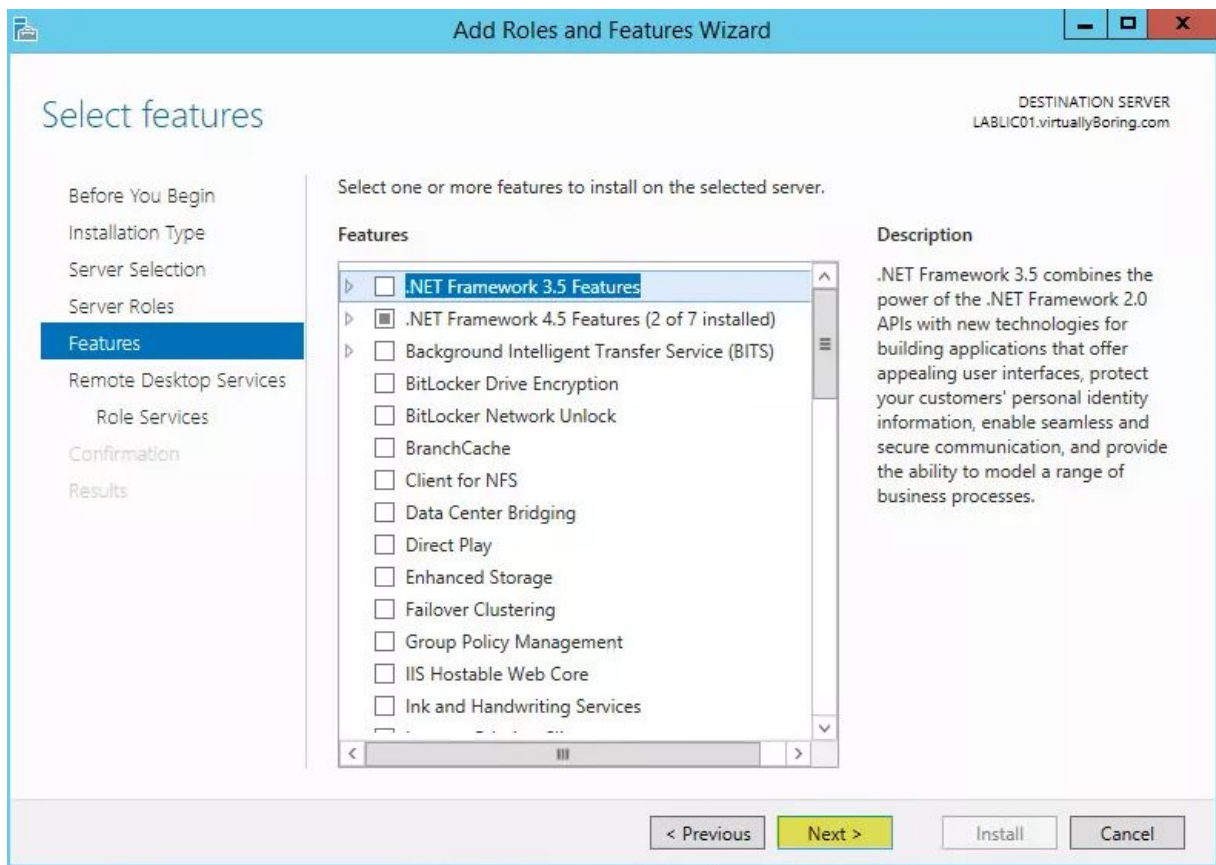 Add Roles and Features Wizard
Select features
DESTINATION SERVER
LABLIC01.virtuallyBoring.com
Before You Begin
Installation Type
Server Selection
Server Roles
Features
Remote Desktop Services
Role Services
Confirmation
Results
Select one or more features to install on the selected server.
Features
.NET Framework 3.5 Features
.NET Framework 4.5 Features (2 of 7 installed)
Background Intelligent Transfer Service (BITS)
BitLocker Drive Encryption
BitLocker Network Unlock
BranchCache
Client for NFS
Data Center Bridging
Direct Play
Enhanced Storage
Failover Clustering
Group Policy Management
IIS Hostable Web Core
Ink and Handwriting Services
Description
.NET Framework 3.5 combines the
power of the .NET Framework 2.0
APIs with new technologies for
building applications that offer
appealing user interfaces, protect
your customers' personal identity
information, enable seamless and
secure communication, and provide
the ability to model a range of
business processes.
< Previous
Next >
Install
Cancel